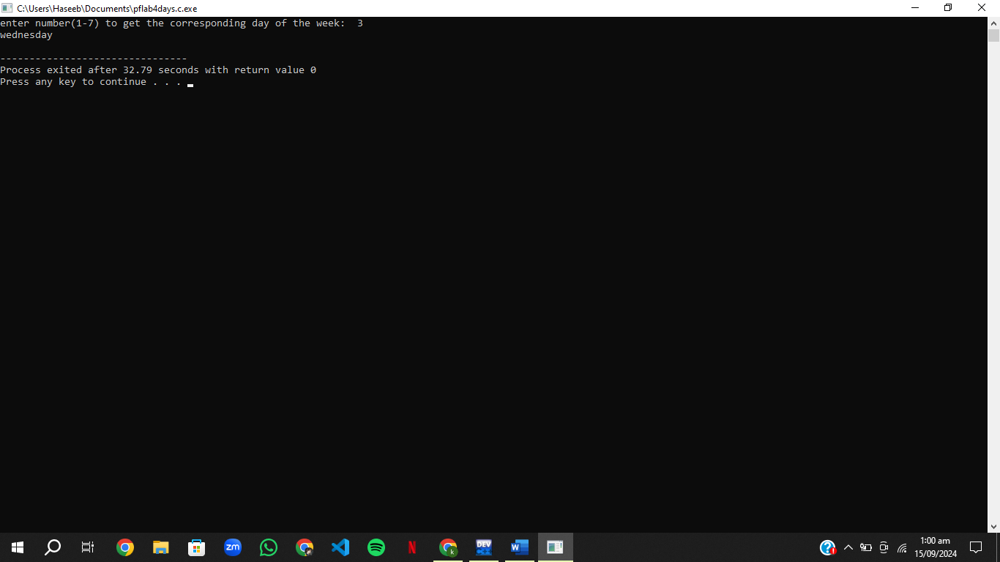 C:\Users\Haseeb\Documents\pflab4days.c.exe
enter number(1-7) to get the corresponding day of the week:  3
wednesday
--------------------------------
Process exited after 32.79 seconds with return value 0
Press any key to continue . . .
zm
N
k
DEV
W
1:00 am
15/09/2024